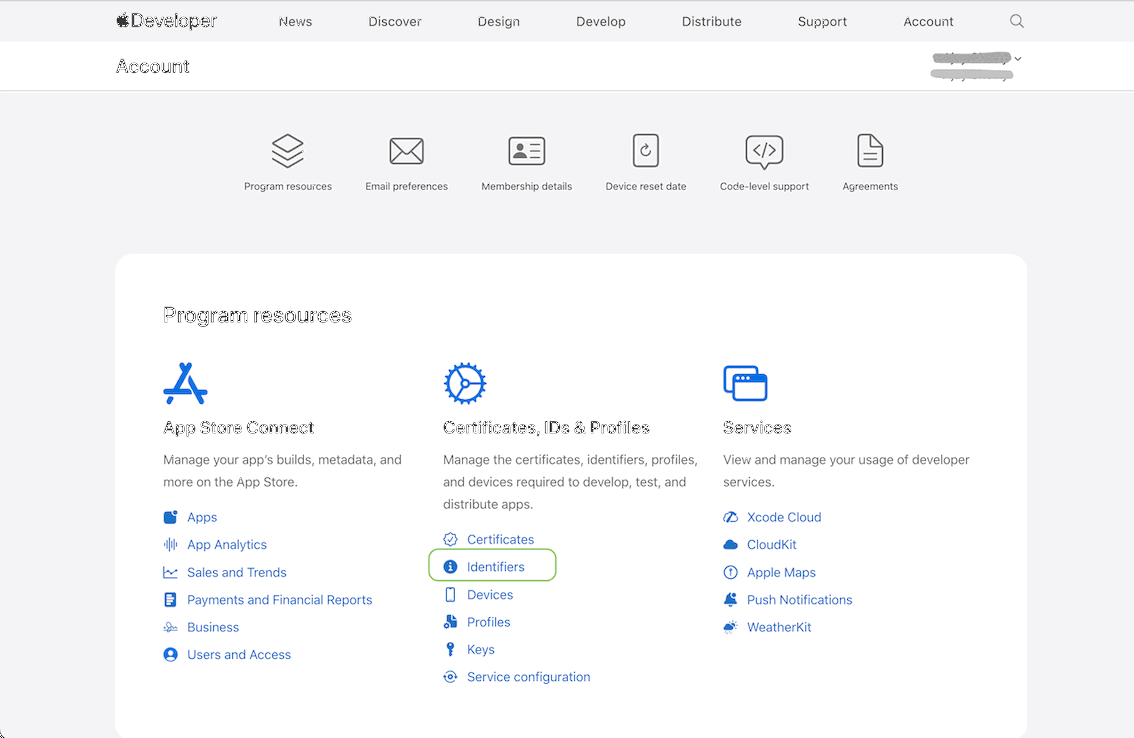 Developer News Discover Design Develop Distribute Support Account
Account
Program resources Email preferences Membership details Device reset date Code-level support Agreements
Program resources
App Store Connect
Manage your app's builds, metadata, and
more on the App Store.
Apps
App Analytics
Sales and Trends
Payments and Financial Reports
Business
Users and Access
Certificates, IDs & Profiles
Manage the certificates, identifiers, profiles,
and devices required to develop, test, and
distribute apps.
Certificates
Identifiers
Devices
Profiles
Keys
Service configuration
Services
View and manage your usage of developer
services.
Xcode Cloud
CloudKit
Apple Maps
Push Notifications
WeatherKit